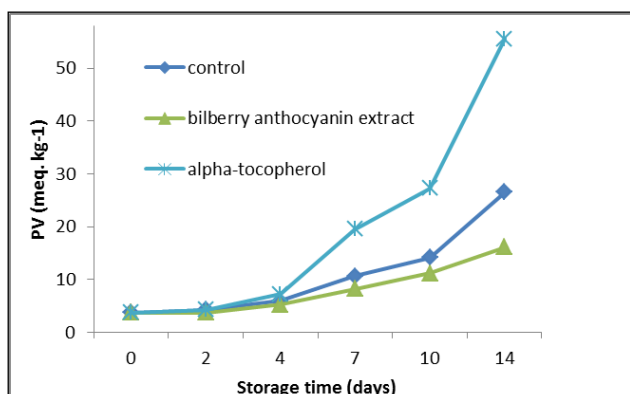 50
40
30
20
10
0
PV (meq. kg-1)
control
bilberry anthocyanin extract
alpha-tocopherol
0 2 4 7 10 14
Storage time (days)